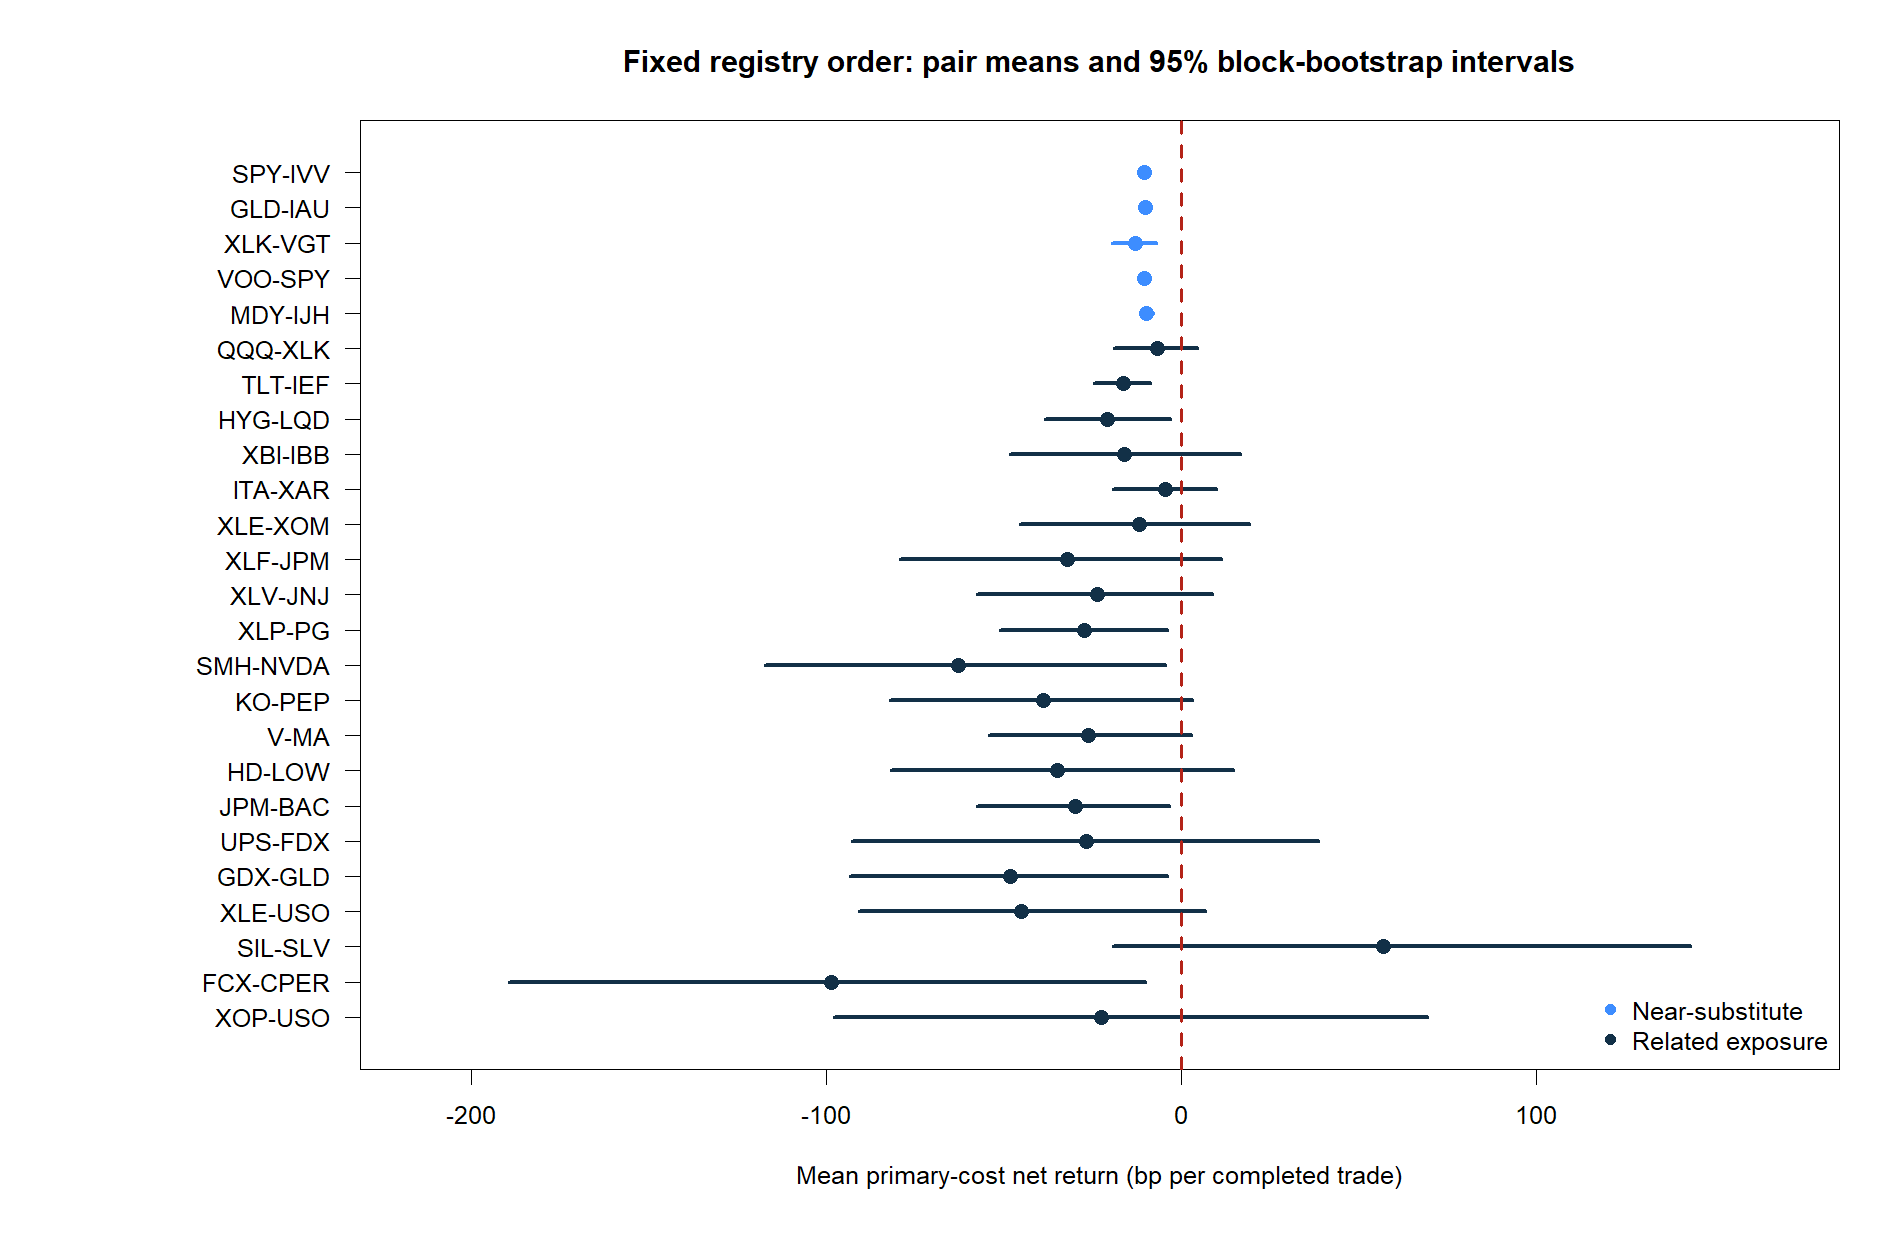 Fixed registry order: pair means and 95% block-bootstrap intervals
SPY-IVV
GLD-IAU
XLK-VGT
VOO-SPY
MDY-IJH
QQQ-XLK
TLT-IEF
HYG-LQD
XBI-IBB
ITA-XAR
XLE-XOM
XLF-JPM
XLV-JNJ
XLP-PG
SMH-NVDA
KO-PEP
V-MA
HD-LOW
JPM-BAC
UPS-FDX
GDX-GLD
XLE-USO
SIL-SLV
FCX-CPER
XOP-USO
Near-substitute
Related exposure
-200 -100 0 100
Mean primary-cost net return (bp per completed trade)